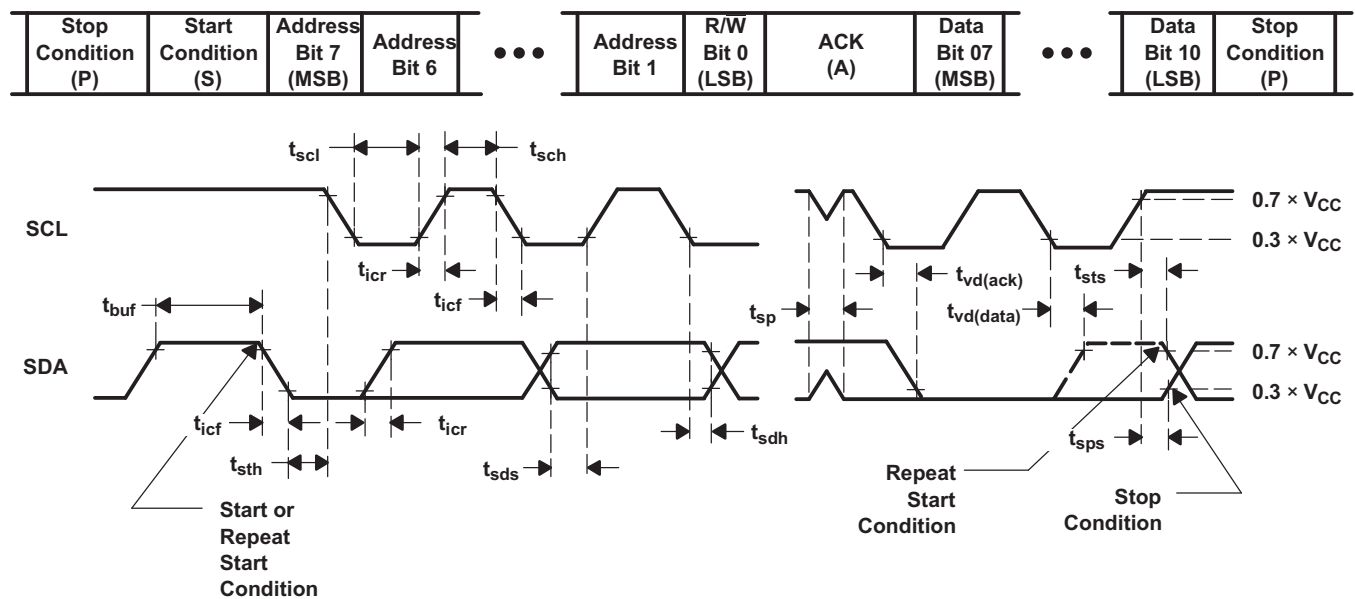 Stop Condition (P)
Start Condition (S)
Address Bit 7 (MSB)
Address Bit 6
•••
Address Bit 1
R/W̅ Bit 0 (LSB)
ACK (A)
Data Bit 07 (MSB)
•••
Data Bit 10 (LSB)
Stop Condition (P)
tscl
tsch
SCL
0.7 × VCC
0.3 × VCC
ticr
ticf
tbuf
tsp
tvd(ack)
tvd(data)
tsts
SDA
0.7 × VCC
0.3 × VCC
ticf
ticr
tsth
tsds
tsdh
tsps
Start or
Repeat
Start
Condition
Repeat
Start
Condition
Stop
Condition